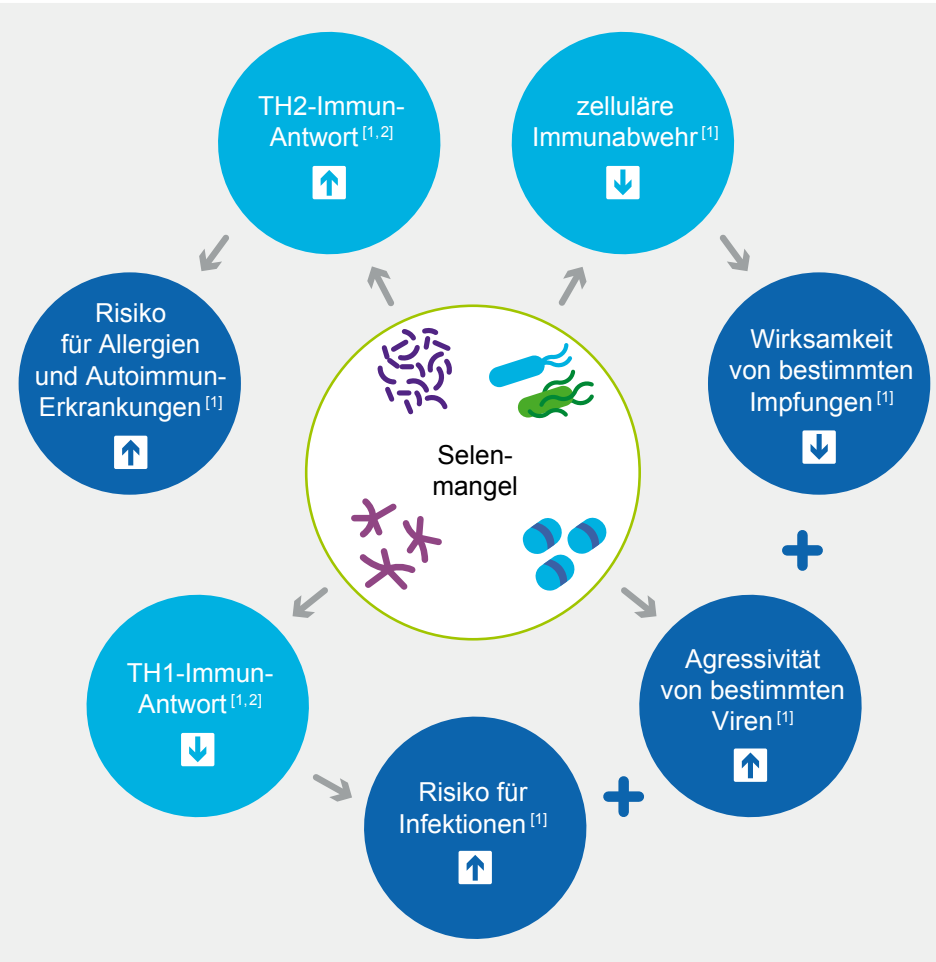 TH2-Immun-
Antwort [1,2]
zelluläre
Immunabwehr [1]
Risiko
für Allergien
und Autoimmun-
Erkrankungen [1]
Wirksamkeit
von bestimmten
Impfungen [1]
Selen-
mangel
TH1-Immun-
Antwort [1,2]
Agressivität
von bestimmten
Viren [1]
Risiko für
Infektionen [1]